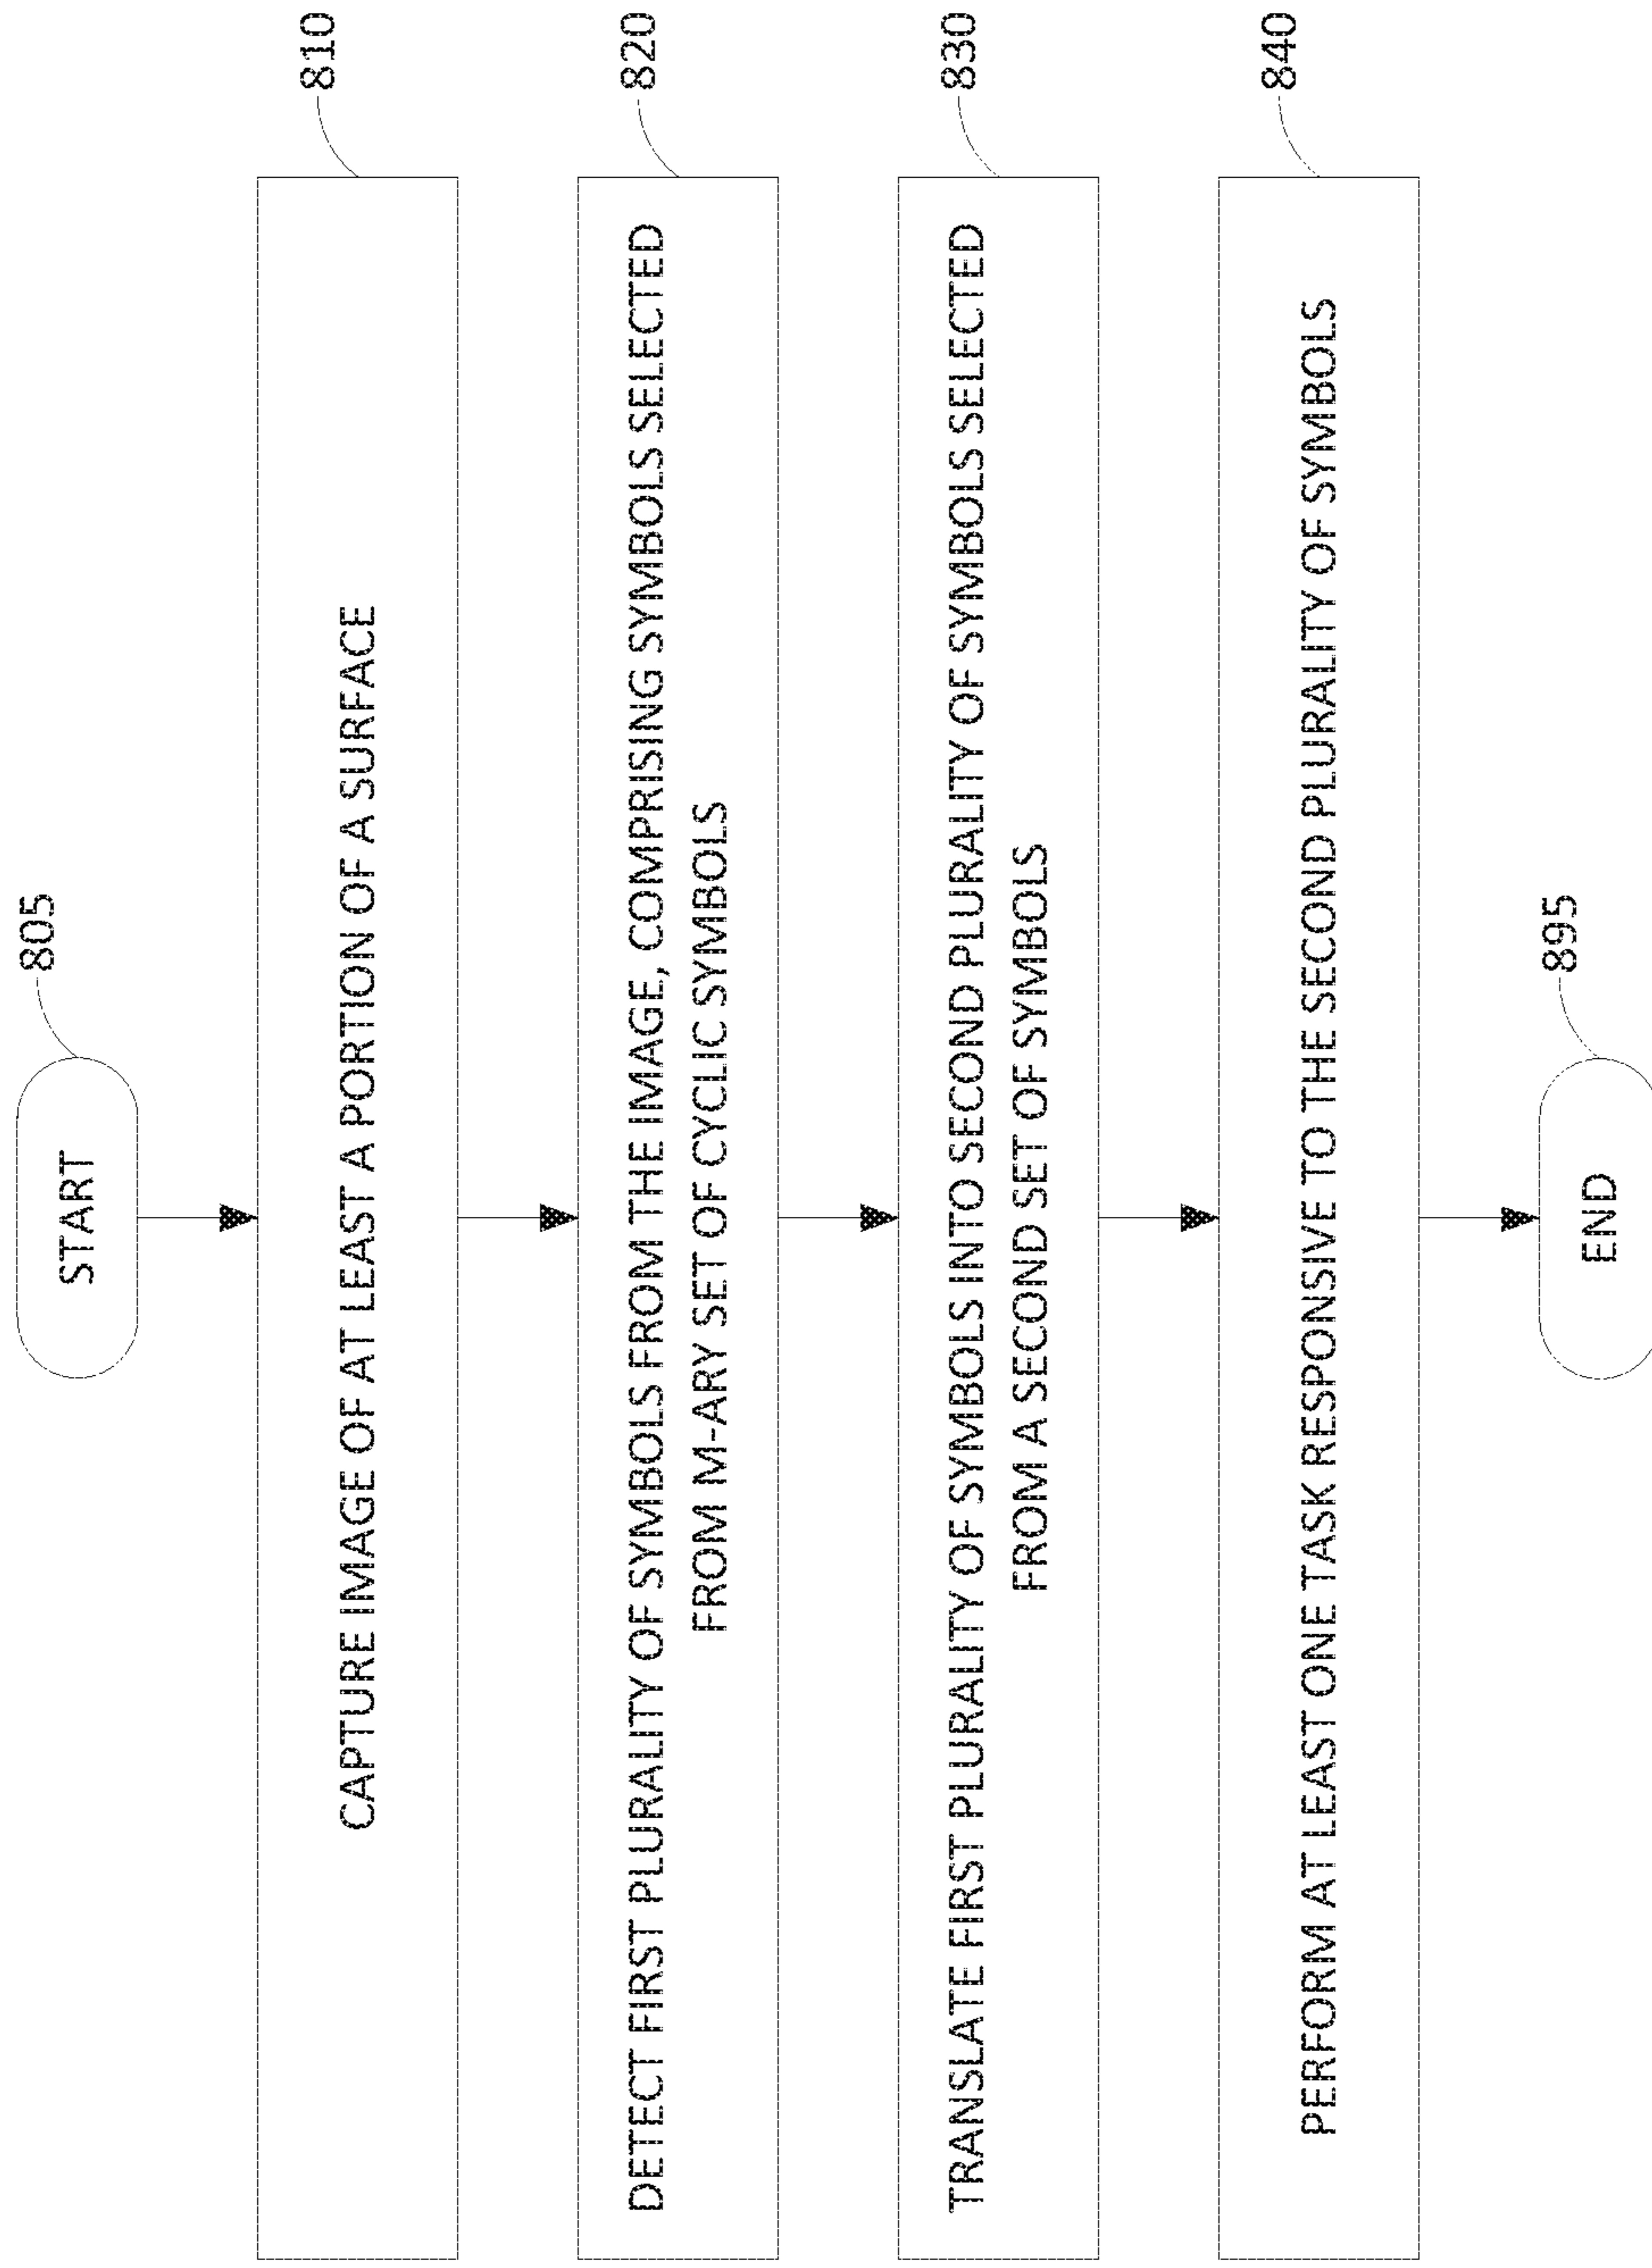 START
805
CAPTURE IMAGE OF AT LEAST A PORTION OF A SURFACE
810
DETECT FIRST PLURALITY OF SYMBOLS FROM THE IMAGE, COMPRISING SYMBOLS SELECTED
FROM M-ARY SET OF CYCLIC SYMBOLS
820
TRANSLATE FIRST PLURALITY OF SYMBOLS INTO SECOND PLURALITY OF SYMBOLS SELECTED
FROM A SECOND SET OF SYMBOLS
830
PERFORM AT LEAST ONE TASK RESPONSIVE TO THE SECOND PLURALITY OF SYMBOLS
840
END
895